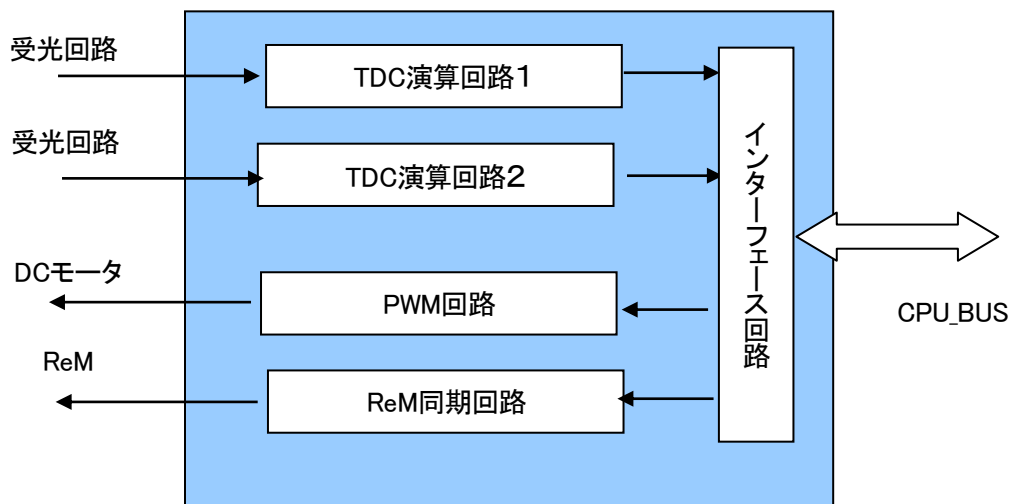 受光回路
TDC演算回路１
受光回路
TDC演算回路２
インターフェース回路
DCモータ
PWM回路
CPU_BUS
ReM
ReM同期回路